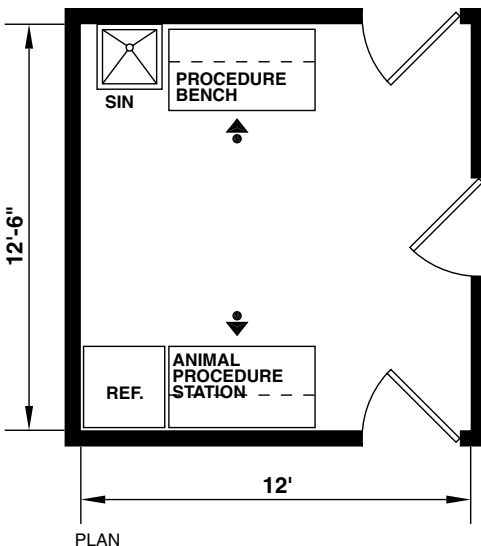 PROCEDURE
BENCH
SIN
12'-6"
ANIMAL
PROCEDURE
STATION
REF.
12'
PLAN